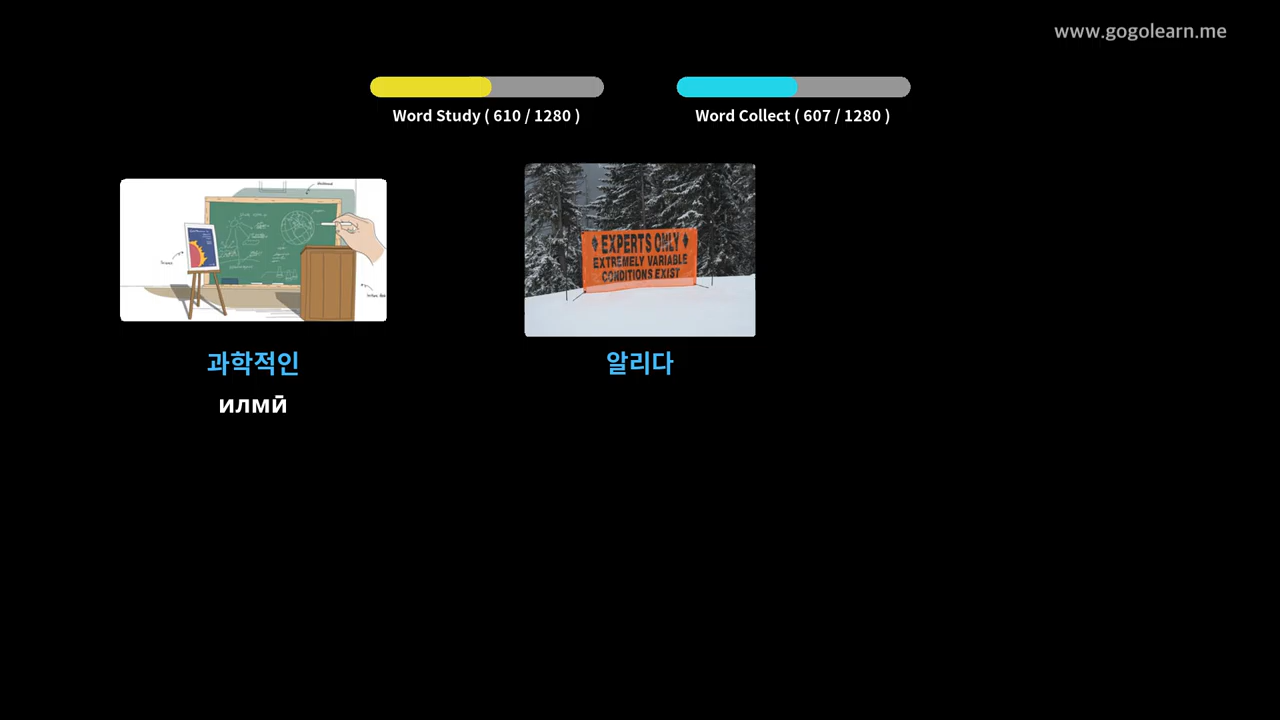 www.gogolearn.me
Word Study ( 610 / 1280 )
Word Collect ( 607 / 1280 )
EXPERTS ONLY
EXTREMELY VARIABLE
CONDITIONS EXIST
과학적인
알리다
илмӣ